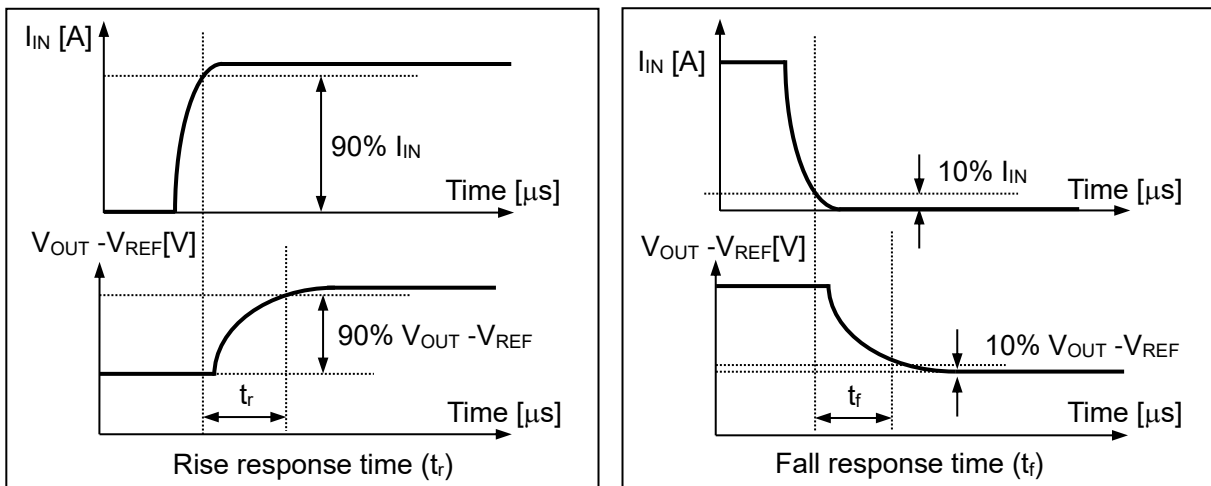 I_IN [A]
90% I_IN
Time [μs]
V_OUT -V_REF[V]
90% V_OUT -V_REF
t_r
Time [μs]
Rise response time (t_r)
I_IN [A]
10% I_IN
Time [μs]
V_OUT -V_REF[V]
10% V_OUT -V_REF
t_f
Time [μs]
Fall response time (t_f)